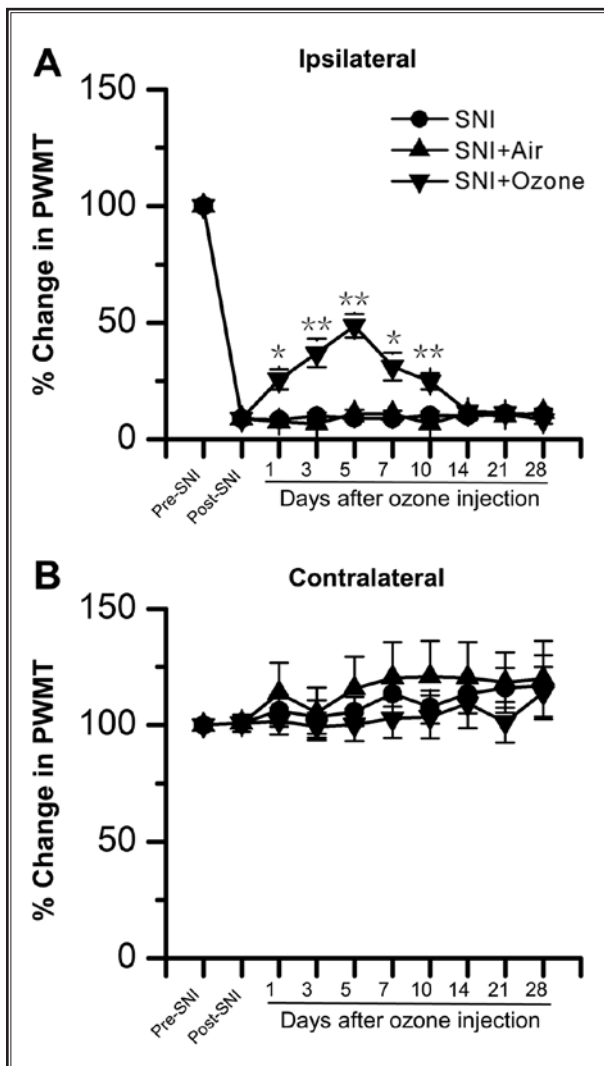 A
Ipsilateral
150
100
50
0
% Change in PWMT
SNI
SNI+Air
SNI+Ozone
*
**
**
*
**
Pre-SNI
Post-SNI
1 3 5 7 10 14 21 28
Days after ozone injection
B
Contralateral
150
100
50
0
% Change in PWMT
Pre-SNI
Post-SNI
1 3 5 7 10 14 21 28
Days after ozone injection